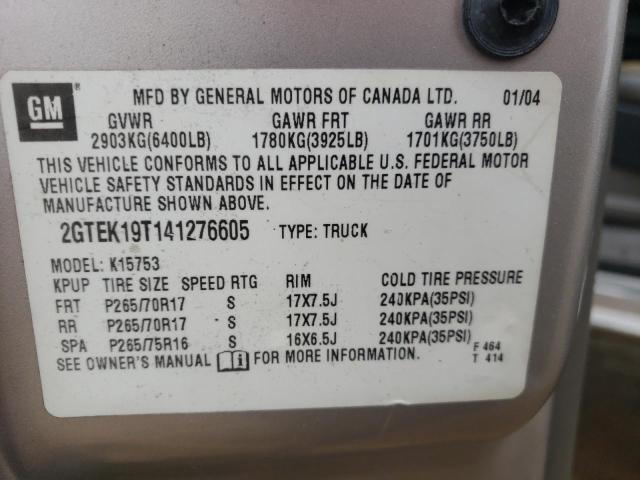 GM ®
MFD BY GENERAL MOTORS OF CANADA LTD. 01/04
GVWR GAWR FRT GAWR RR
2903KG(6400LB) 1780KG(3925LB) 1701KG(3750LB)
THIS VEHICLE CONFORMS TO ALL APPLICABLE U.S. FEDERAL MOTOR
VEHICLE SAFETY STANDARDS IN EFFECT ON THE DATE OF
MANUFACTURE SHOWN ABOVE.
2GTEK19T141276605 TYPE: TRUCK
MODEL: K15753
KPUP TIRE SIZE SPEED RTG RIM COLD TIRE PRESSURE
FRT P265/70R17 S 17X7.5J 240KPA(35PSI)
RR P265/70R17 S 17X7.5J 240KPA(35PSI)
SPA P265/75R16 S 16X6.5J 240KPA(35PSI)
SEE OWNER'S MANUAL i FOR MORE INFORMATION.
F 464
T 414